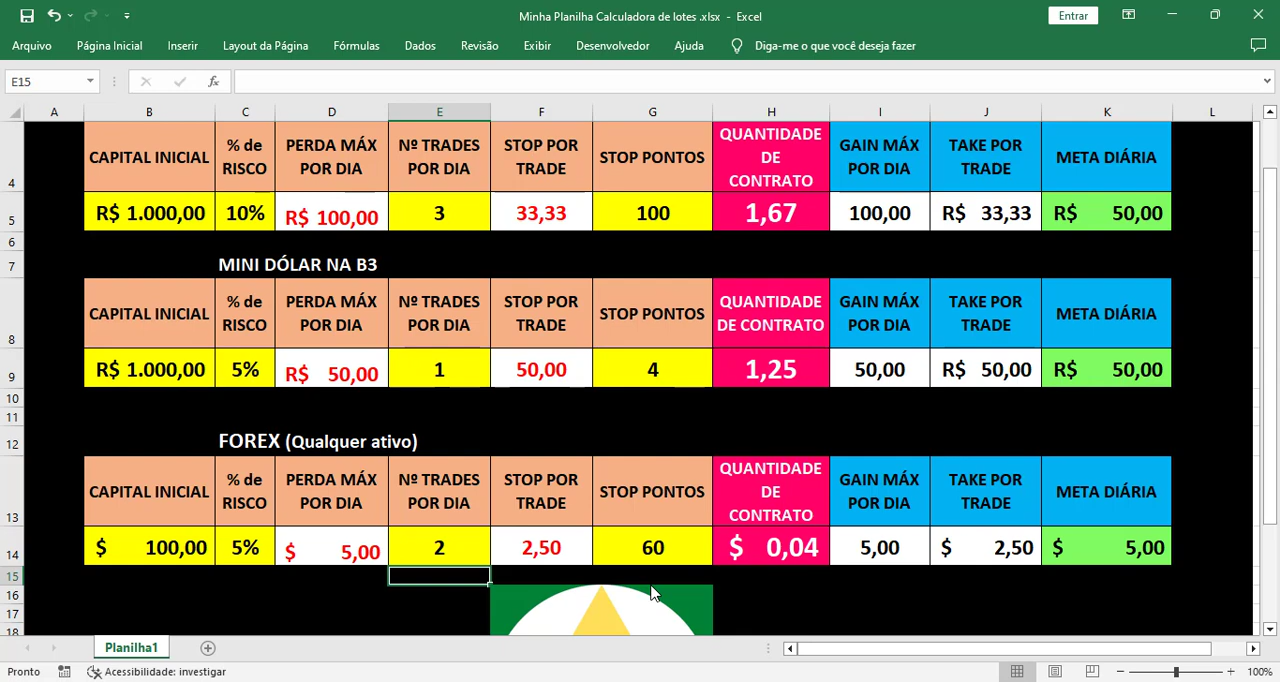 Minha Planilha Calculadora de lotes .xlsx - Excel
Entrar
Arquivo Página Inicial Inserir Layout da Página Fórmulas Dados Revisão Exibir Desenvolvedor Ajuda Diga-me o que você deseja fazer
E15 fx
A B C D E F G H I J K L
4 CAPITAL INICIAL % de RISCO PERDA MÁX POR DIA Nº TRADES POR DIA STOP POR TRADE STOP PONTOS QUANTIDADE DE CONTRATO GAIN MÁX POR DIA TAKE POR TRADE META DIÁRIA
5 R$ 1.000,00 10% R$ 100,00 3 33,33 100 1,67 100,00 R$ 33,33 R$ 50,00
6
7 MINI DÓLAR NA B3
8 CAPITAL INICIAL % de RISCO PERDA MÁX POR DIA Nº TRADES POR DIA STOP POR TRADE STOP PONTOS QUANTIDADE DE CONTRATO GAIN MÁX POR DIA TAKE POR TRADE META DIÁRIA
9 R$ 1.000,00 5% R$ 50,00 1 50,00 4 1,25 50,00 R$ 50,00 R$ 50,00
10
11
12 FOREX (Qualquer ativo)
13 CAPITAL INICIAL % de RISCO PERDA MÁX POR DIA Nº TRADES POR DIA STOP POR TRADE STOP PONTOS QUANTIDADE DE CONTRATO GAIN MÁX POR DIA TAKE POR TRADE META DIÁRIA
14 $ 100,00 5% $ 5,00 2 2,50 60 $ 0,04 5,00 $ 2,50 $ 5,00
15
16
17
18
Planilha1
Pronto Acessibilidade: investigar 100%